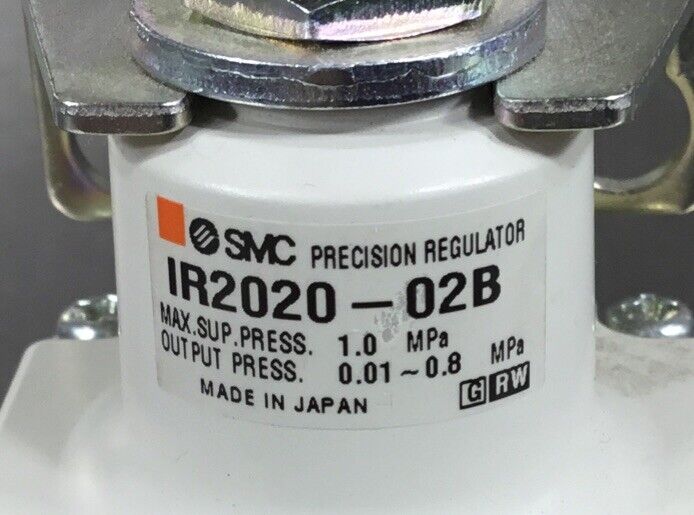 SMC PRECISION REGULATOR
IR2020-02B
MAX.SUP.PRESS. 1.0 MPa
OUTPUT PRESS. 0.01~0.8 MPa
MADE IN JAPAN
G RW